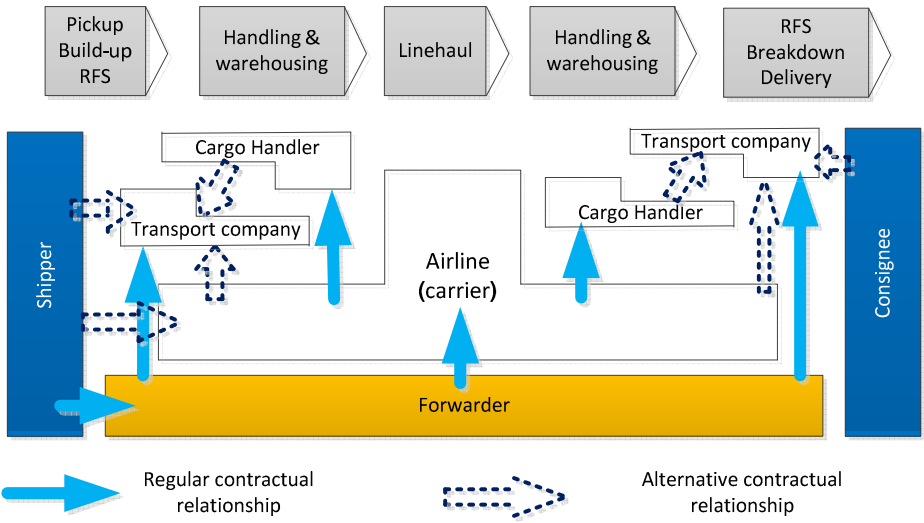 Pickup
Build-up
RFS
Handling &
warehousing
Linehaul
Handling &
warehousing
RFS
Breakdown
Delivery
Cargo Handler
Transport company
Transport company
Cargo Handler
Shipper
Airline
(carrier)
Consignee
Forwarder
Regular contractual
relationship
Alternative contractual
relationship